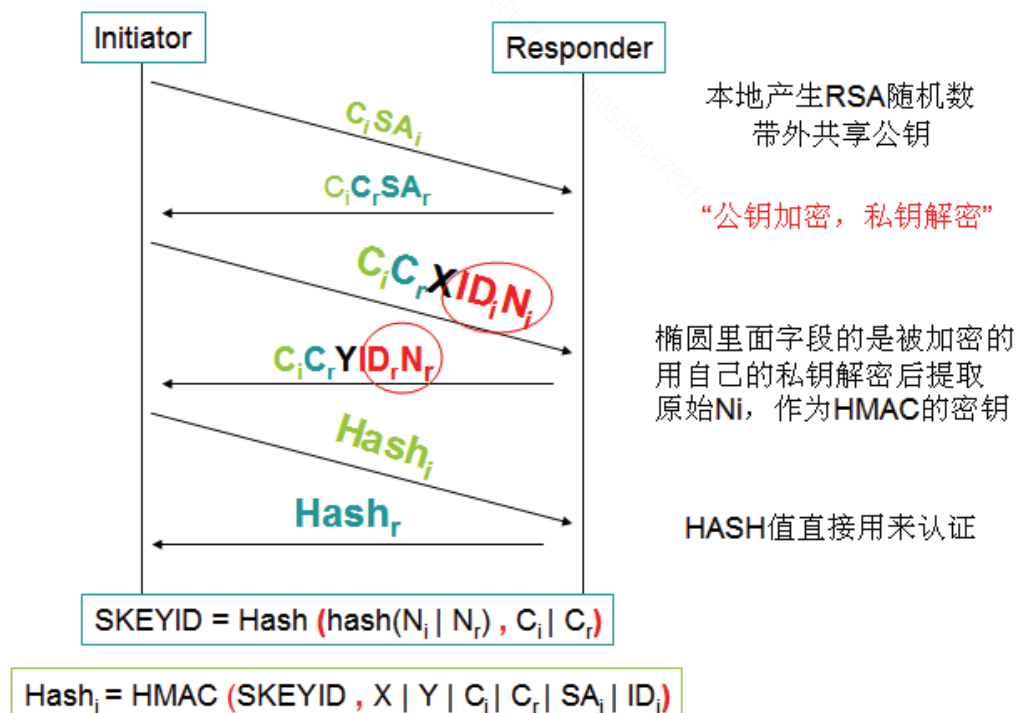 Initiator
Responder
CᵢSAᵢ
本地产生RSA随机数
带外共享公钥
CᵢCᵣSAᵣ
“公钥加密，私钥解密”
CᵢCᵣXIDᵢNᵢ
椭圆里面字段的是被加密的
用自己的私钥解密后提取
原始Ni，作为HMAC的密钥
CᵢCᵣYIDᵣNᵣ
Hashᵢ
Hashᵣ
HASH值直接用来认证
SKEYID = Hash (hash(Nᵢ | Nᵣ) , Cᵢ | Cᵣ)
Hashᵢ = HMAC (SKEYID , X | Y | Cᵢ | Cᵣ | SAᵢ | IDᵢ)